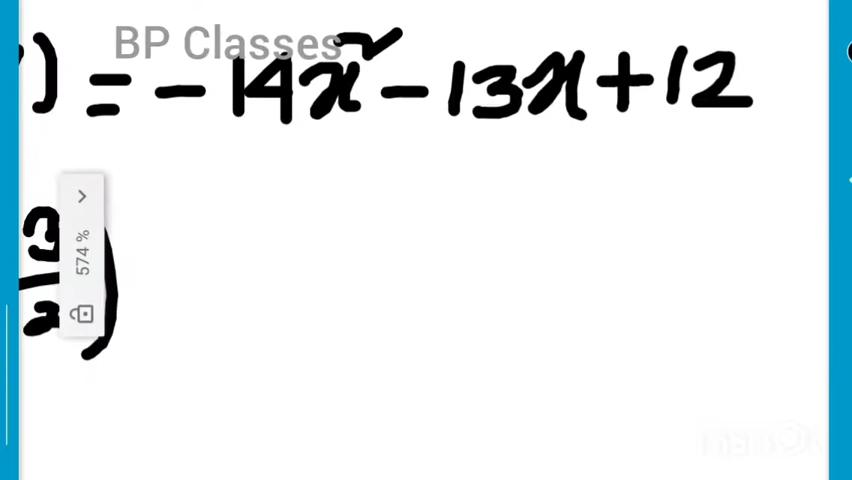 BP Classes
) = - 14x² - 13x + 12
574 %
)